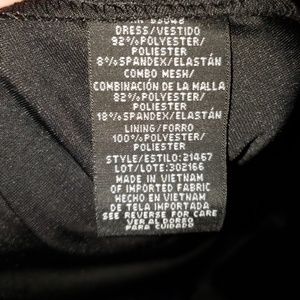 DRESS/VESTIDO
92%POLYESTER/
POLIESTER
8%SPANDEX/ELASTÁN
COMBO MESH/
COMBINACIÓN DE LA MALLA
82%POLYESTER/
POLIESTER
18%SPANDEX/ELASTÁN
LINING/FORRO
100%POLYESTER/
POLIESTER
STYLE/ESTILO:21467
LOT/LOTE:302166
MADE IN VIETNAM
OF IMPORTED FABRIC
HECHO EN VIETNAM
DE TELA IMPORTADA
SEE REVERSE FOR CARE
VER AL DORSO
PARA CUIDADO